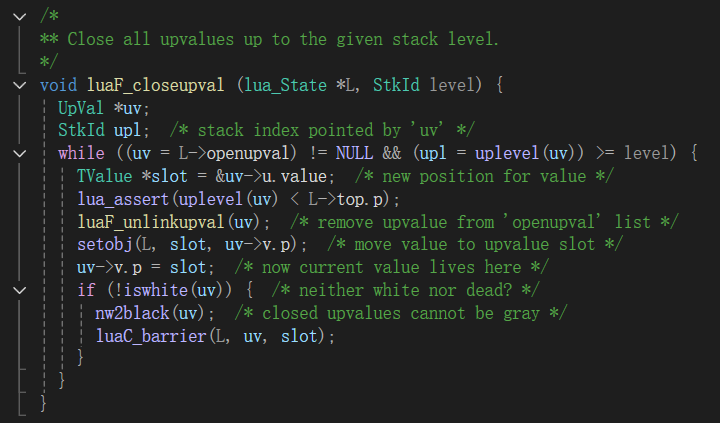 /*
** Close all upvalues up to the given stack level.
*/
void luaF_closeupval (lua_State *L, StkId level) {
  UpVal *uv;
  StkId upl;  /* stack index pointed by 'uv' */
  while ((uv = L->openupval) != NULL && (upl = uplevel(uv)) >= level) {
    TValue *slot = &uv->u.value;  /* new position for value */
    lua_assert(uplevel(uv) < L->top.p);
    luaF_unlinkupval(uv);  /* remove upvalue from 'openupval' list */
    setobj(L, slot, uv->v.p);  /* move value to upvalue slot */
    uv->v.p = slot;  /* now current value lives here */
    if (!iswhite(uv)) {  /* neither white nor dead? */
      nw2black(uv);  /* closed upvalues cannot be gray */
      luaC_barrier(L, uv, slot);
    }
  }
}